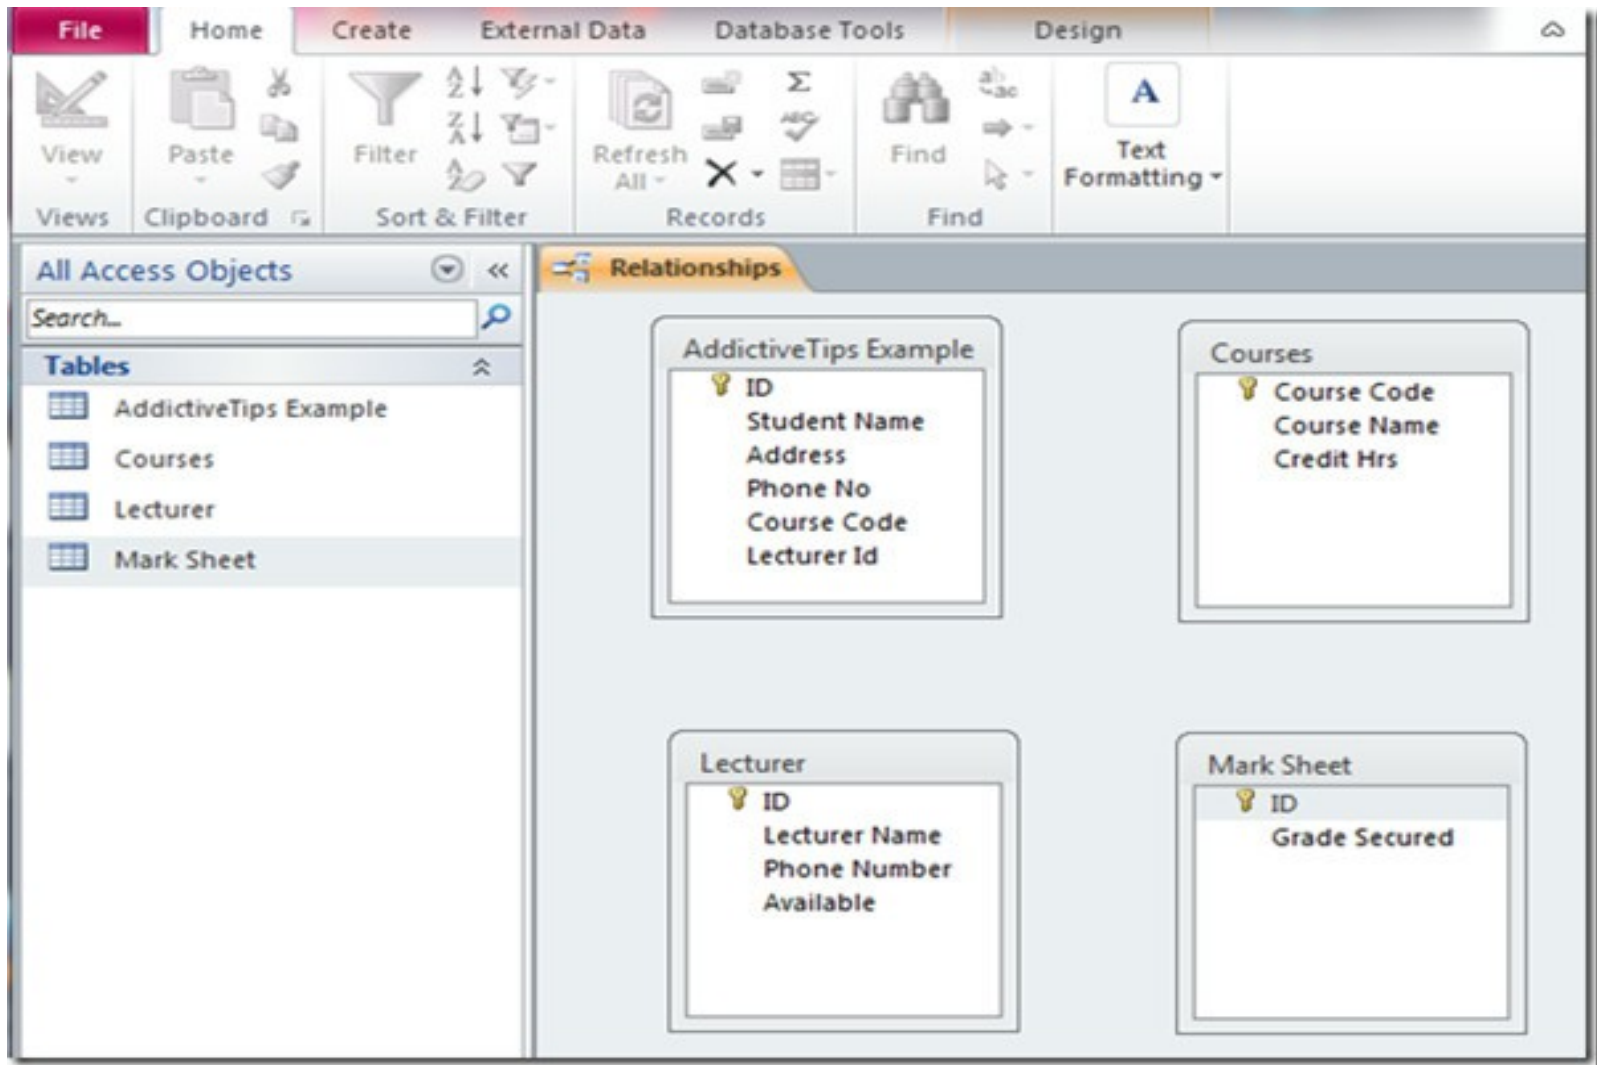 File Home Create External Data Database Tools Design
View Paste Filter Refresh All Find Text Formatting
Views Clipboard Sort & Filter Records Find
All Access Objects
Search...
Tables
AddictiveTips Example
Courses
Lecturer
Mark Sheet
Relationships
AddictiveTips Example
ID
Student Name
Address
Phone No
Course Code
Lecturer Id
Courses
Course Code
Course Name
Credit Hrs
Lecturer
ID
Lecturer Name
Phone Number
Available
Mark Sheet
ID
Grade Secured